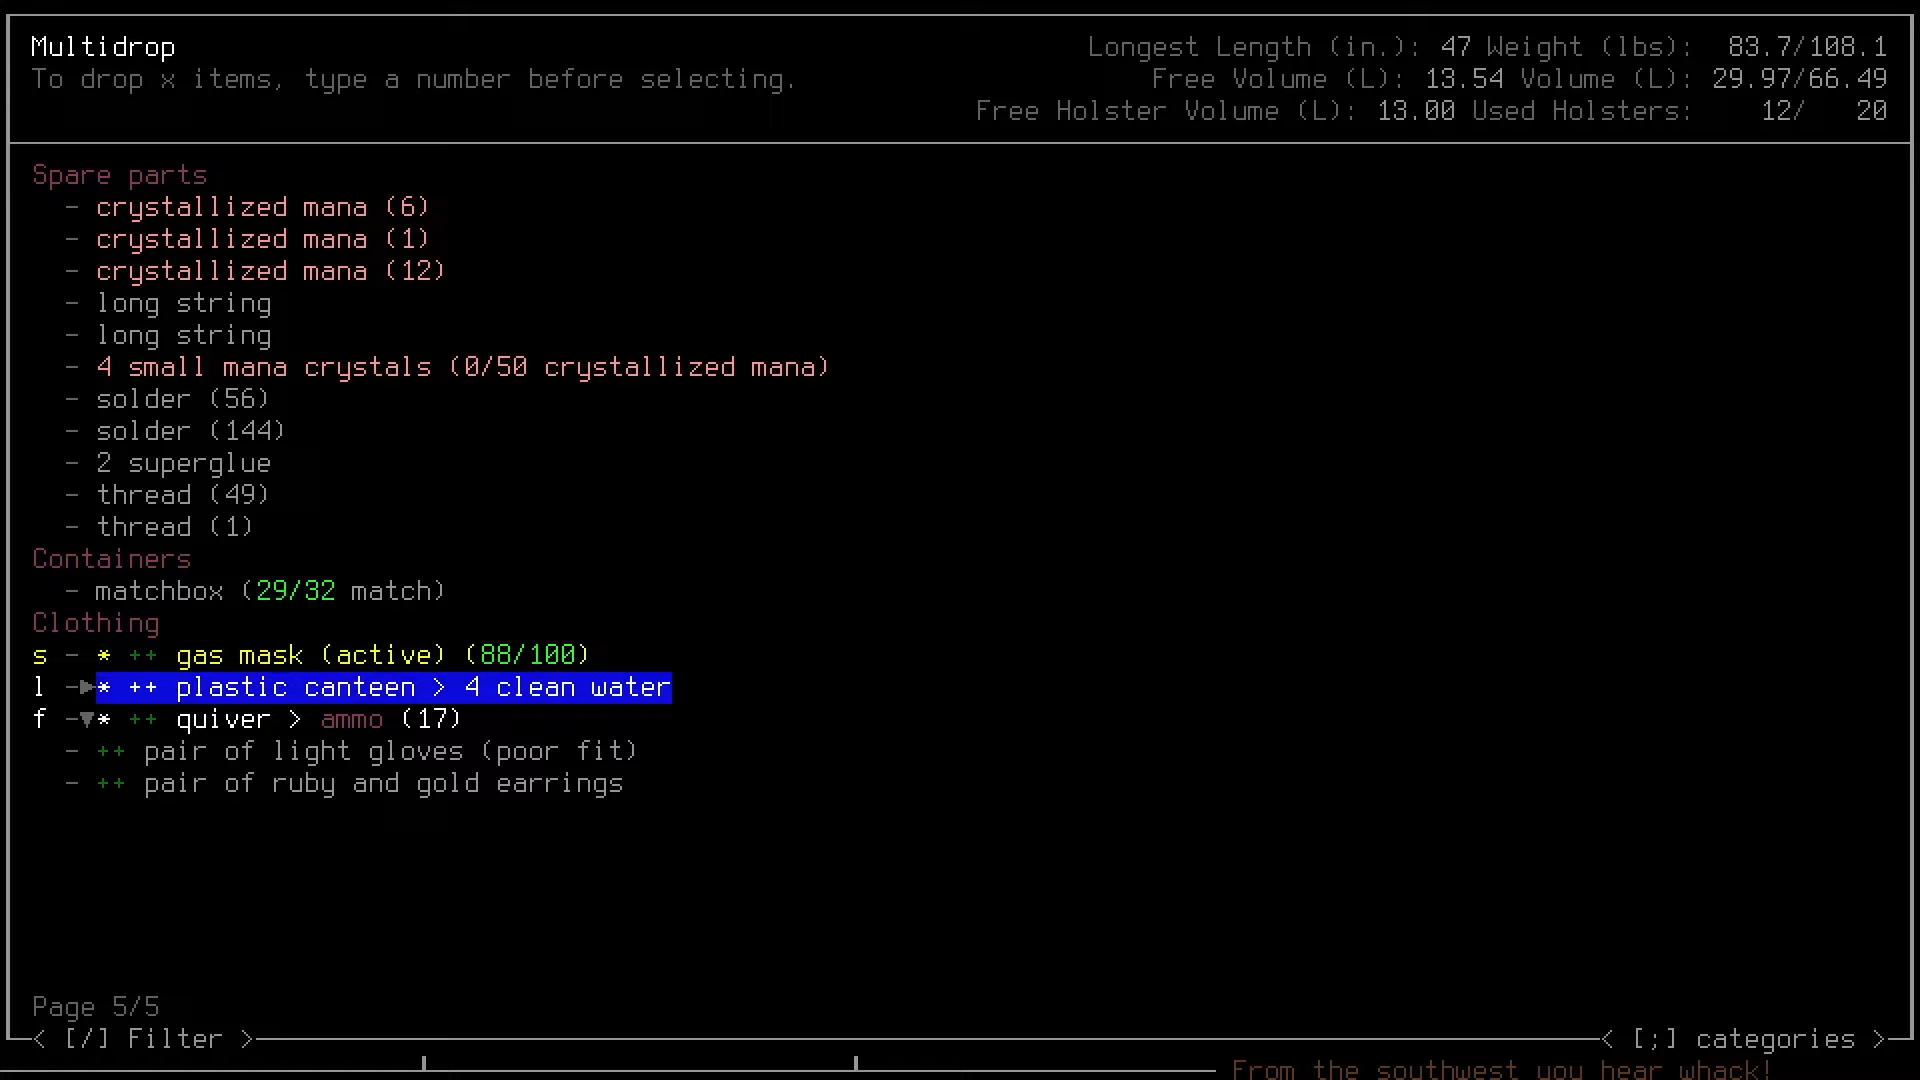 Multidrop Longest Length (in.): 47 Weight (lbs): 83.7/108.1
To drop x items, type a number before selecting. Free Volume (L): 13.54 Volume (L): 29.97/66.49
Free Holster Volume (L): 13.00 Used Holsters: 12/ 20
Spare parts
- crystallized mana (6)
- crystallized mana (1)
- crystallized mana (12)
- long string
- long string
- 4 small mana crystals (0/50 crystallized mana)
- solder (56)
- solder (144)
- 2 superglue
- thread (49)
- thread (1)
Containers
- matchbox (29/32 match)
Clothing
s - * ++ gas mask (active) (88/100)
l -▶* ++ plastic canteen > 4 clean water
f -▼* ++ quiver > ammo (17)
- ++ pair of light gloves (poor fit)
- ++ pair of ruby and gold earrings
Page 5/5
< [/] Filter > < [;] categories >
From the southwest you hear whack!